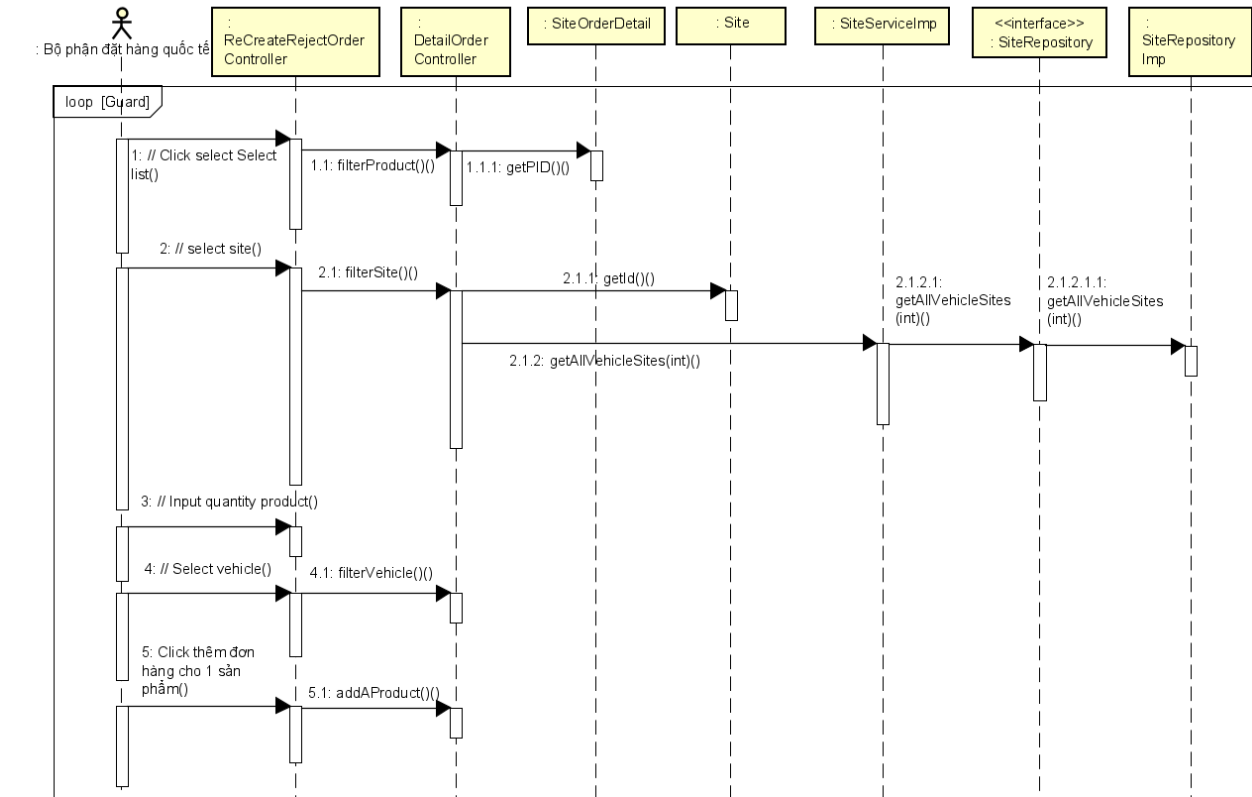 : Bộ phận đặt hàng quốc tế
:
ReCreateRejectOrder
Controller
:
DetailOrder
Controller
: SiteOrderDetail
: Site
: SiteServiceImp
<<interface>>
: SiteRepository
:
SiteRepository
Imp
loop [Guard]
1: // Click select Select
list()
1.1: filterProduct()()
1.1.1: getPID()()
2: // select site()
2.1: filterSite()()
2.1.1: getId()()
2.1.2.1:
getAllVehicleSites
(int)()
2.1.2.1.1:
getAllVehicleSites
(int)()
2.1.2: getAllVehicleSites(int)()
3: // Input quantity product()
4: // Select vehicle()
4.1: filterVehicle()()
5: Click thêm đơn
hàng cho 1 sản
phẩm()
5.1: addAProduct()()